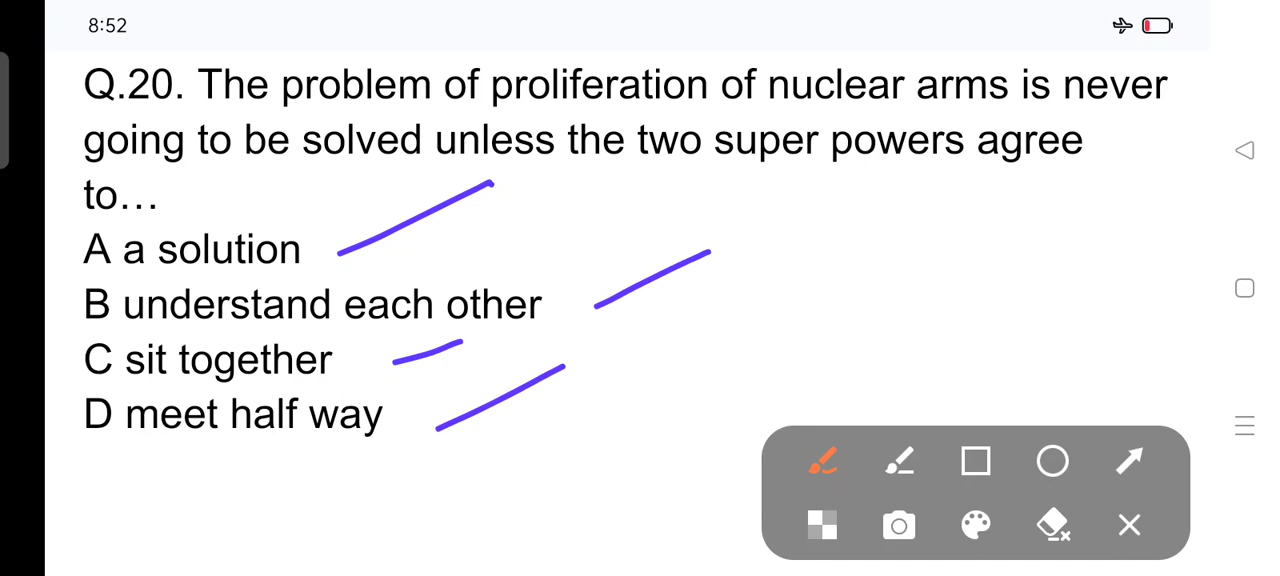 8:52
Q.20. The problem of proliferation of nuclear arms is never
going to be solved unless the two super powers agree
to...
A a solution
B understand each other
C sit together
D meet half way